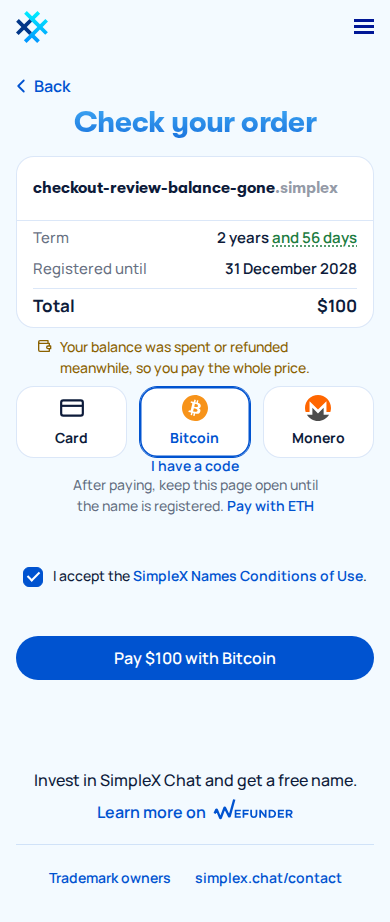 Back
Check your order
checkout-review-balance-gone.simplex
Term 2 years and 56 days
Registered until 31 December 2028
Total $100
Your balance was spent or refunded
meanwhile, so you pay the whole price.
Card Bitcoin Monero
I have a code
After paying, keep this page open until
the name is registered. Pay with ETH
I accept the SimpleX Names Conditions of Use.
Pay $100 with Bitcoin
Invest in SimpleX Chat and get a free name.
Learn more on WEFUNDER
Trademark owners simplex.chat/contact